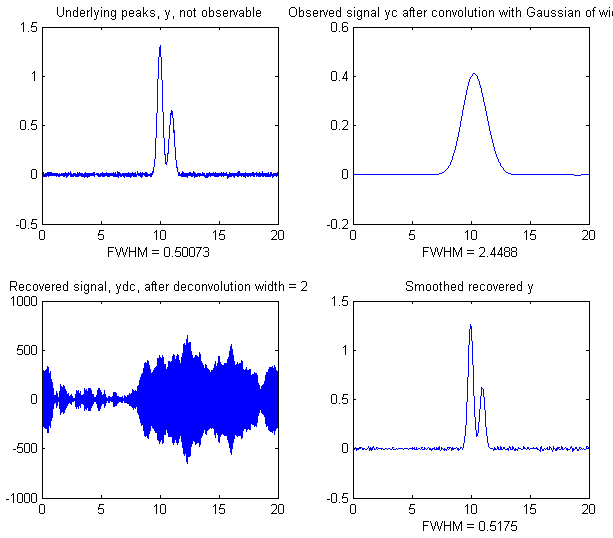 Underlying peaks, y, not observable
1.5
1
0.5
0
-0.5
0 5 10 15 20
FWHM = 0.50073
Observed signal yc after convolution with Gaussian of
0.6
0.4
0.2
0
-0.2
0 5 10 15 20
FWHM = 2.4488
Recovered signal, ydc, after deconvolution width = 2
1000
500
0
-500
-1000
0 5 10 15 20
Smoothed recovered y
1.5
1
0.5
0
-0.5
0 5 10 15 20
FWHM = 0.5175